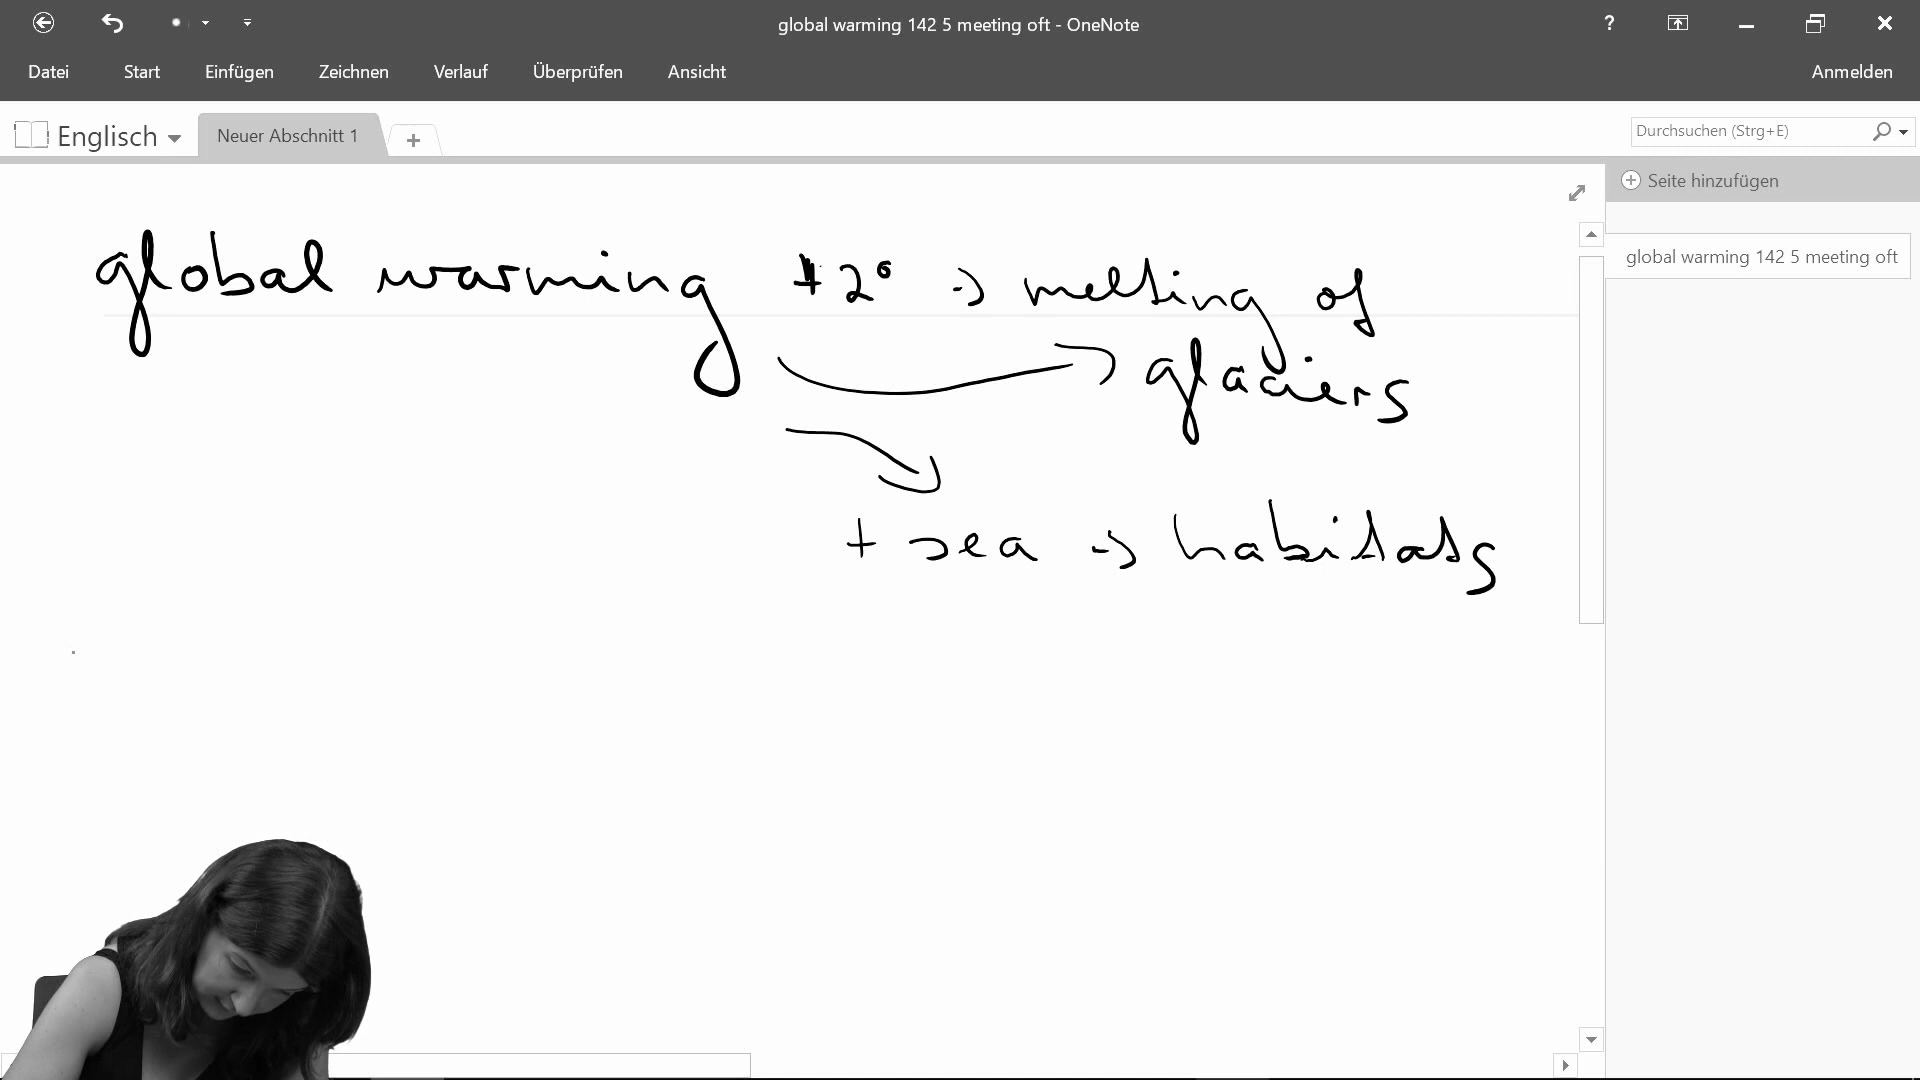 global warming 142 5 meeting oft - OneNote
?
Datei Start Einfügen Zeichnen Verlauf Überprüfen Ansicht Anmelden
Englisch Neuer Abschnitt 1 + Durchsuchen (Strg+E)
Seite hinzufügen
global warming 142 5 meeting oft
global warming +2° → melting of
→ glaciers
+ sea → habitats